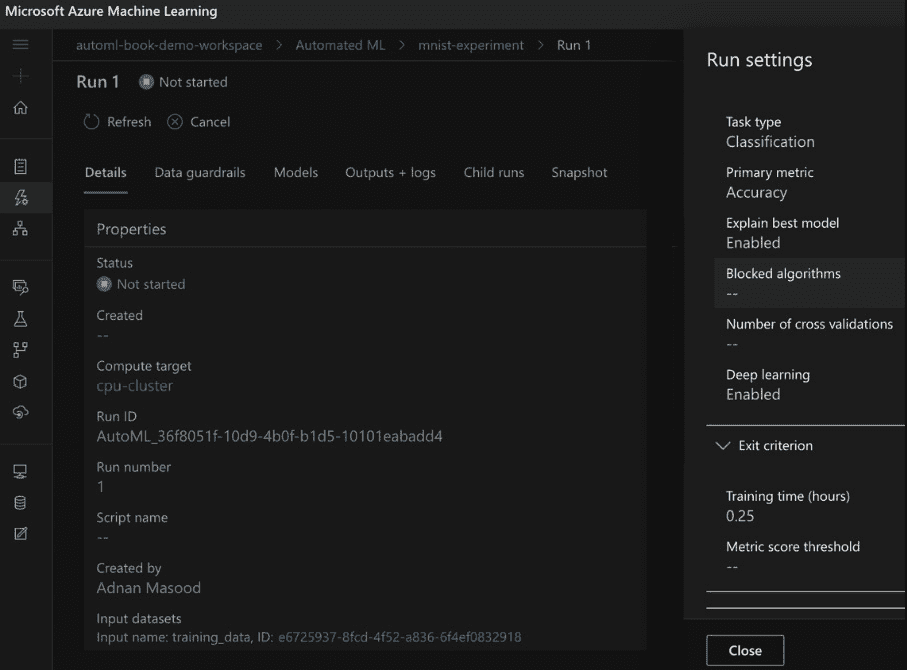 Microsoft Azure Machine Learning
automl-book-demo-workspace > Automated ML > mnist-experiment > Run 1
Run 1 Not started
Refresh Cancel
Details Data guardrails Models Outputs + logs Child runs Snapshot
Properties
Status
Not started
Created
--
Compute target
cpu-cluster
Run ID
AutoML_36f8051f-10d9-4b0f-b1d5-10101eabadd4
Run number
1
Script name
--
Created by
Adnan Masood
Input datasets
Input name: training_data, ID: e6725937-8fcd-4f52-a836-6f4ef0832918
Run settings
Task type
Classification
Primary metric
Accuracy
Explain best model
Enabled
Blocked algorithms
--
Number of cross validations
--
Deep learning
Enabled
Exit criterion
Training time (hours)
0.25
Metric score threshold
--
Close